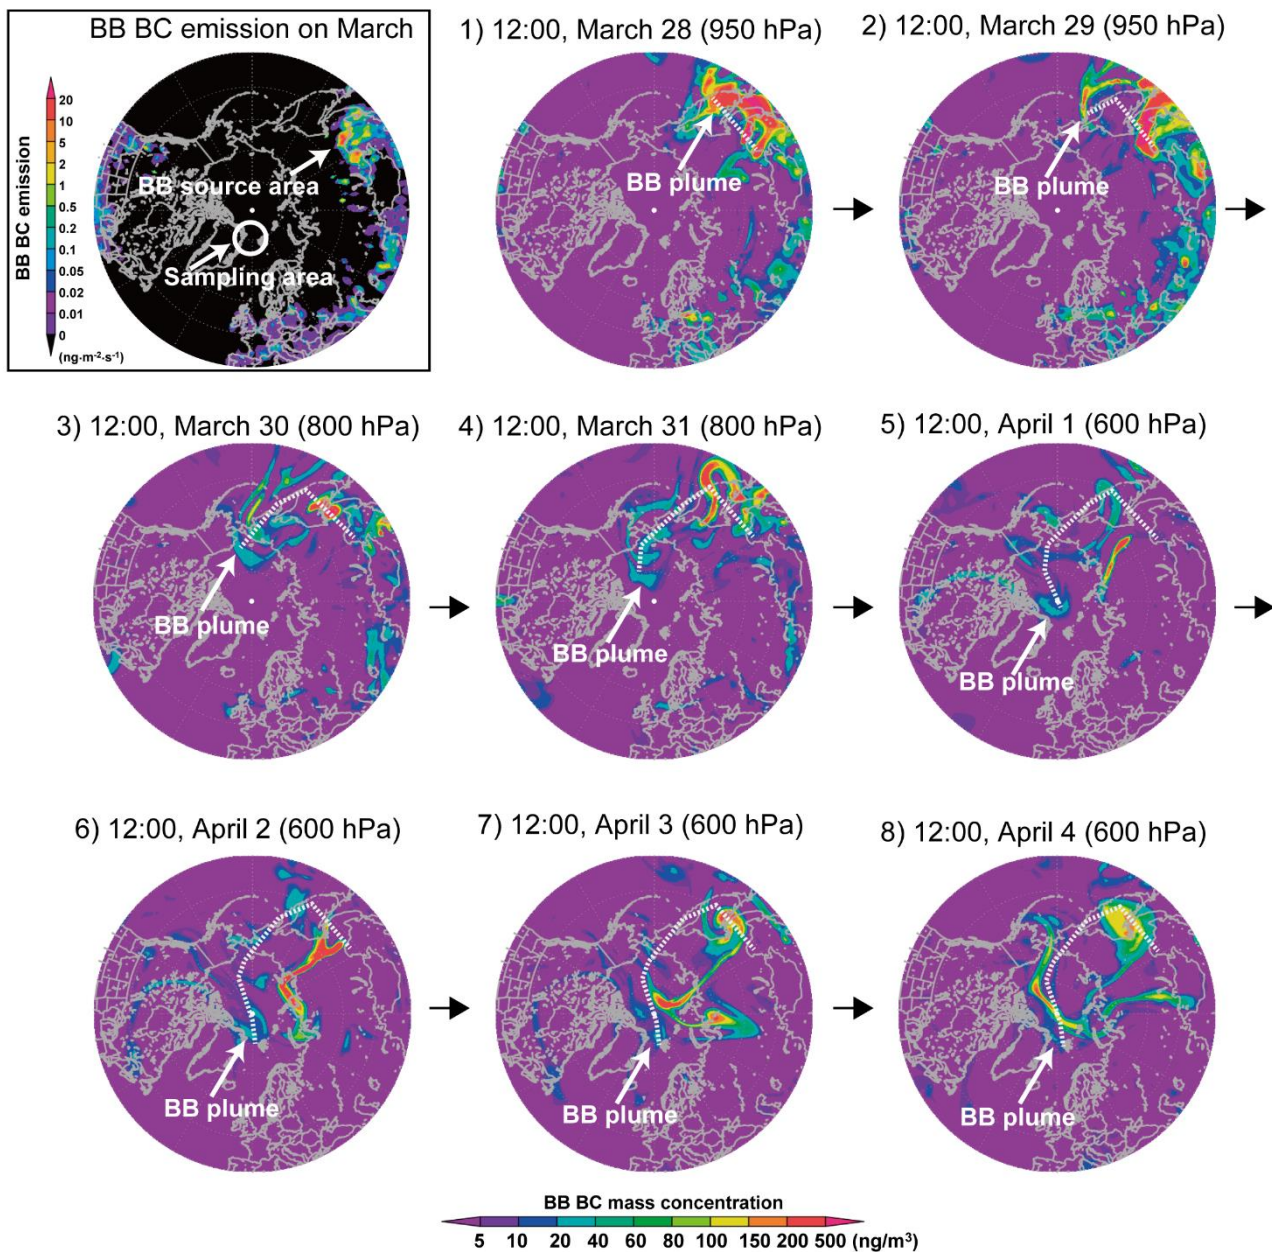 BB BC emission on March
BB BC emission
20
10
5
2
1
0.5
0.2
0.1
0.05
0.02
0.01
0
(ng·m-2·s-1)
BB source area
Sampling area
1) 12:00, March 28 (950 hPa)
BB plume
2) 12:00, March 29 (950 hPa)
BB plume
3) 12:00, March 30 (800 hPa)
BB plume
4) 12:00, March 31 (800 hPa)
BB plume
5) 12:00, April 1 (600 hPa)
BB plume
6) 12:00, April 2 (600 hPa)
BB plume
7) 12:00, April 3 (600 hPa)
BB plume
8) 12:00, April 4 (600 hPa)
BB plume
BB BC mass concentration
5 10 20 40 60 80 100 150 200 500 (ng/m³)